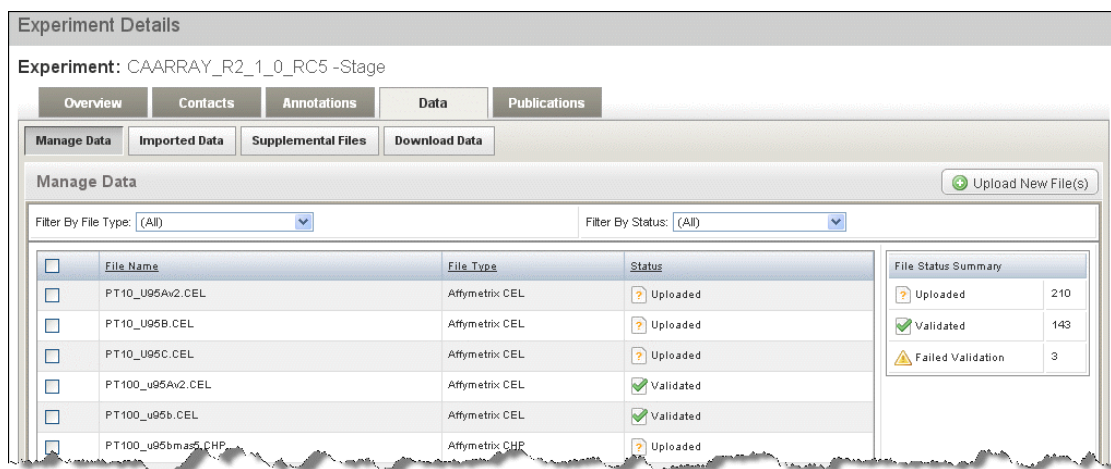 Experiment Details
Experiment: CAARRAY_R2_1_0_RC5 -Stage
Overview Contacts Annotations Data Publications
Manage Data Imported Data Supplemental Files Download Data
Manage Data Upload New File(s)
Filter By File Type: (All) Filter By Status: (All)
File Name File Type Status
PT10_U95Av2.CEL Affymetrix CEL ? Uploaded
PT10_U95B.CEL Affymetrix CEL ? Uploaded
PT10_U95C.CEL Affymetrix CEL ? Uploaded
PT100_u95Av2.CEL Affymetrix CEL Validated
PT100_u95b.CEL Affymetrix CEL Validated
PT100_u95bmas5.CHP Affymetrix CHP ? Uploaded
File Status Summary
? Uploaded 210
Validated 143
Failed Validation 3